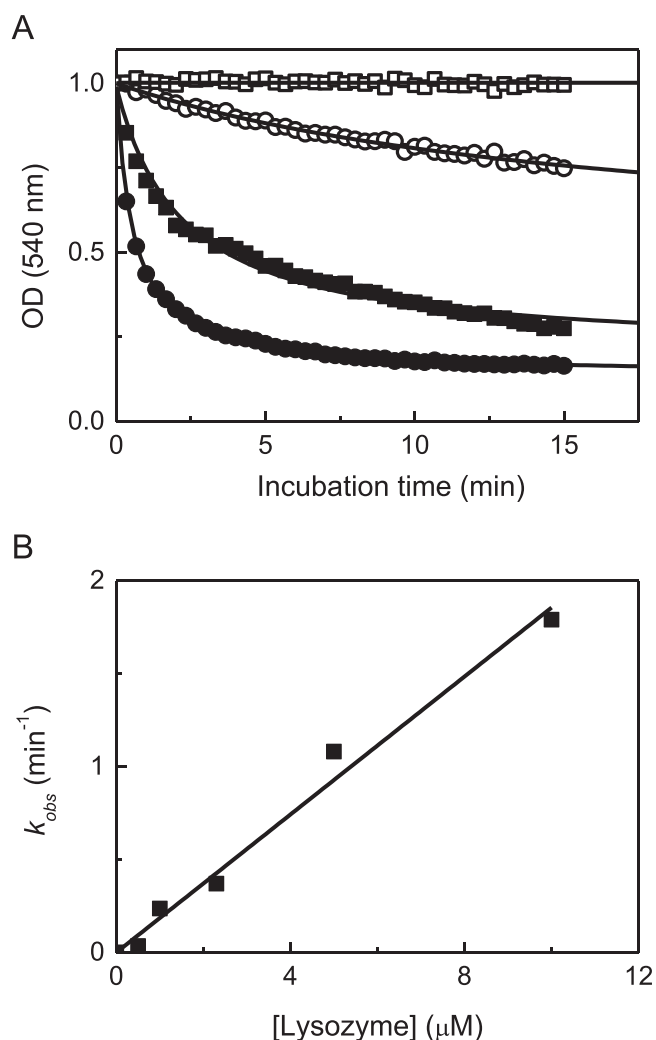 A
1.0
0.5
0.0
OD (540 nm)
0 5 10 15
Incubation time (min)
B
2
1
0
k_obs (min⁻¹)
0 4 8 12
[Lysozyme] (μM)